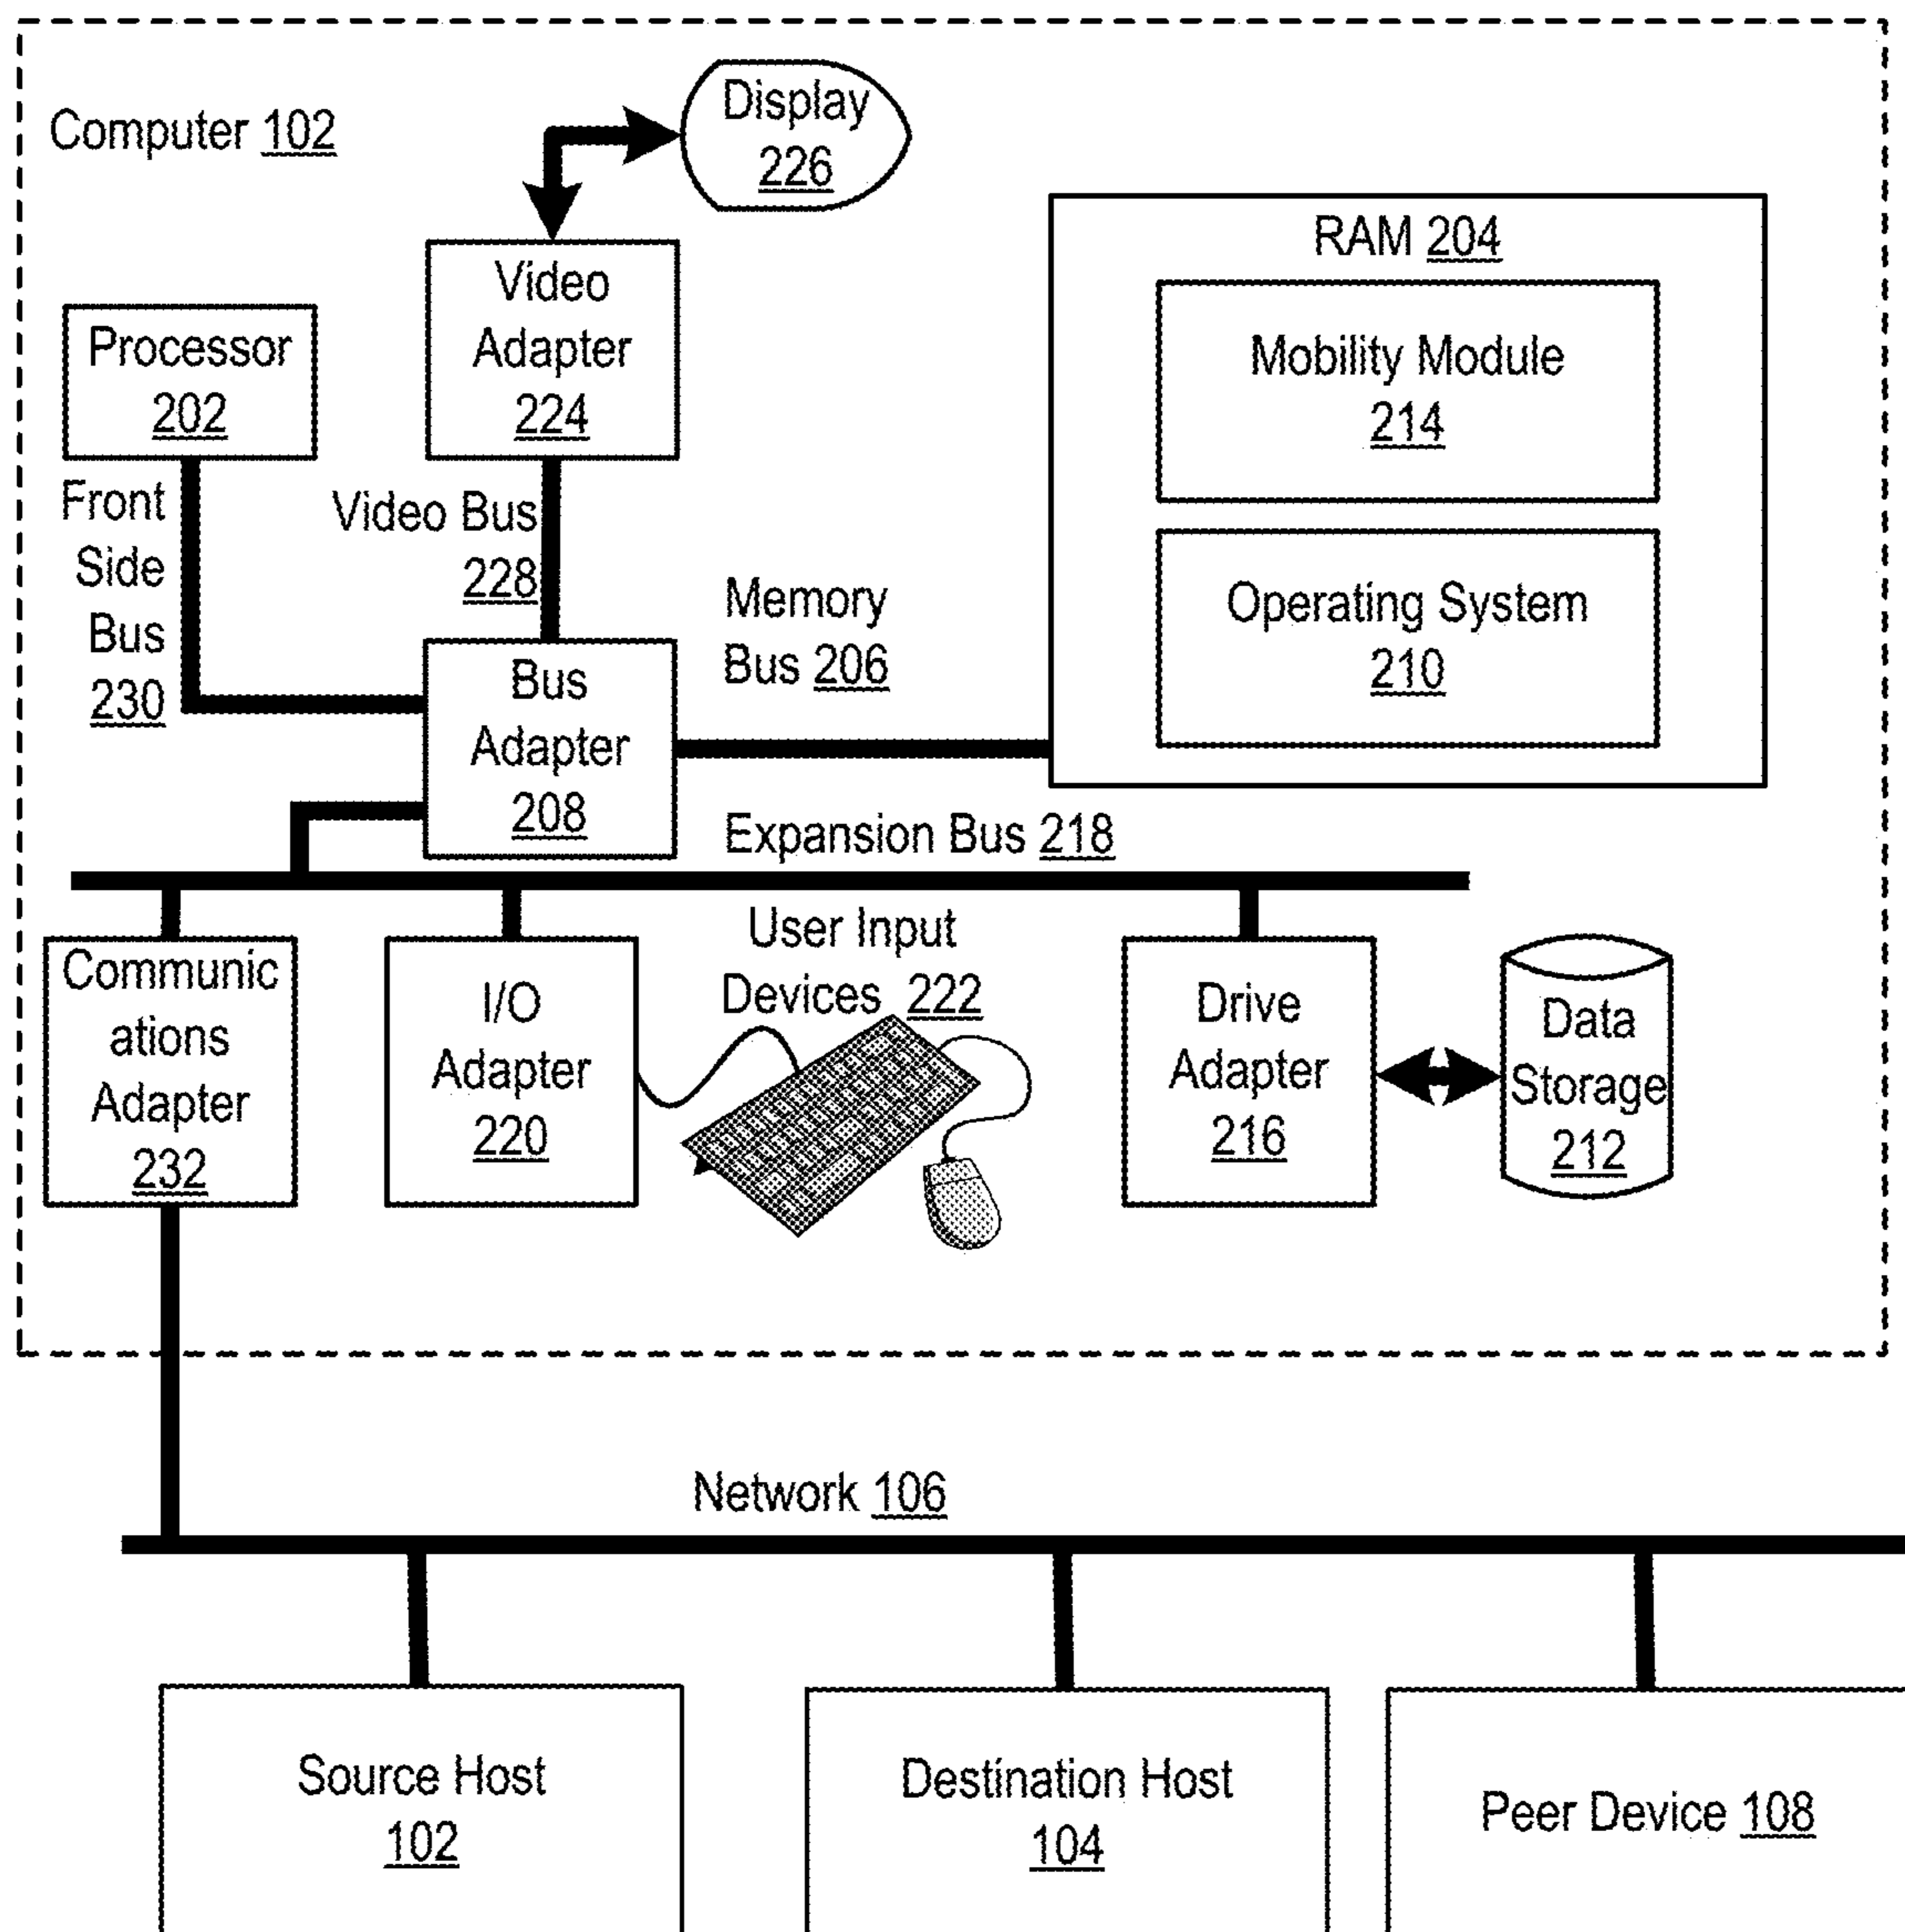 Computer 102
Display
226
RAM 204
Video
Adapter
224
Processor
202
Mobility Module
214
Front
Side
Bus
230
Video Bus
228
Memory
Bus 206
Operating System
210
Bus
Adapter
208
Expansion Bus 218
Communic
ations
Adapter
232
I/O
Adapter
220
User Input
Devices 222
Drive
Adapter
216
Data
Storage
212
Network 106
Source Host
102
Destination Host
104
Peer Device 108